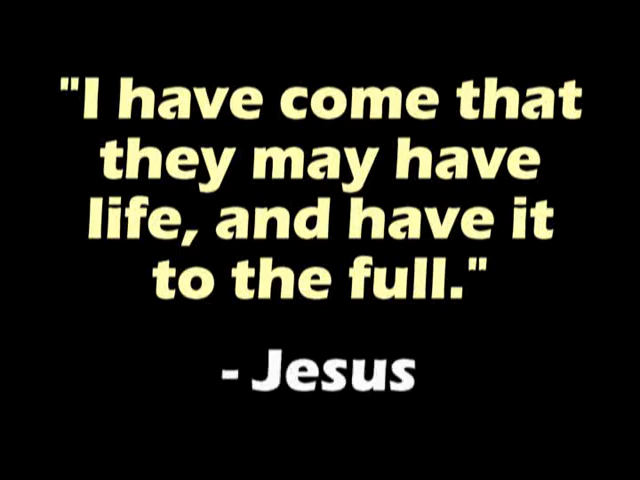 "I have come that
they may have
life, and have it
to the full."
- Jesus